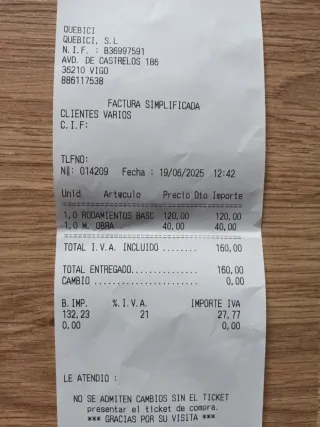 QUEBICI
QUEBICI, S.L
N.I.F. : B36997591
AVD. DE CASTRELOS 186
36210 VIGO
886117538
FACTURA SIMPLIFICADA
CLIENTES VARIOS
C.I.F:
TLFNO:
Nº: 014209 Fecha : 19/06/2025 12:42
Unid Artículo Precio Dto Importe
1,0 RODAMIENTOS BASC 120,00 120,00
1,0 M. OBRA 40,00 40,00
TOTAL I.V.A. INCLUIDO ........ 160,00
TOTAL ENTREGADO............... 160,00
CAMBIO ....................... 0,00
B.IMP. %.I.V.A. IMPORTE IVA
132,23 21 27,77
0,00 0,00
LE ATENDIO :
NO SE ADMITEN CAMBIOS SIN EL TICKET
presentar el ticket de compra.
*** GRACIAS POR SU VISITA ***